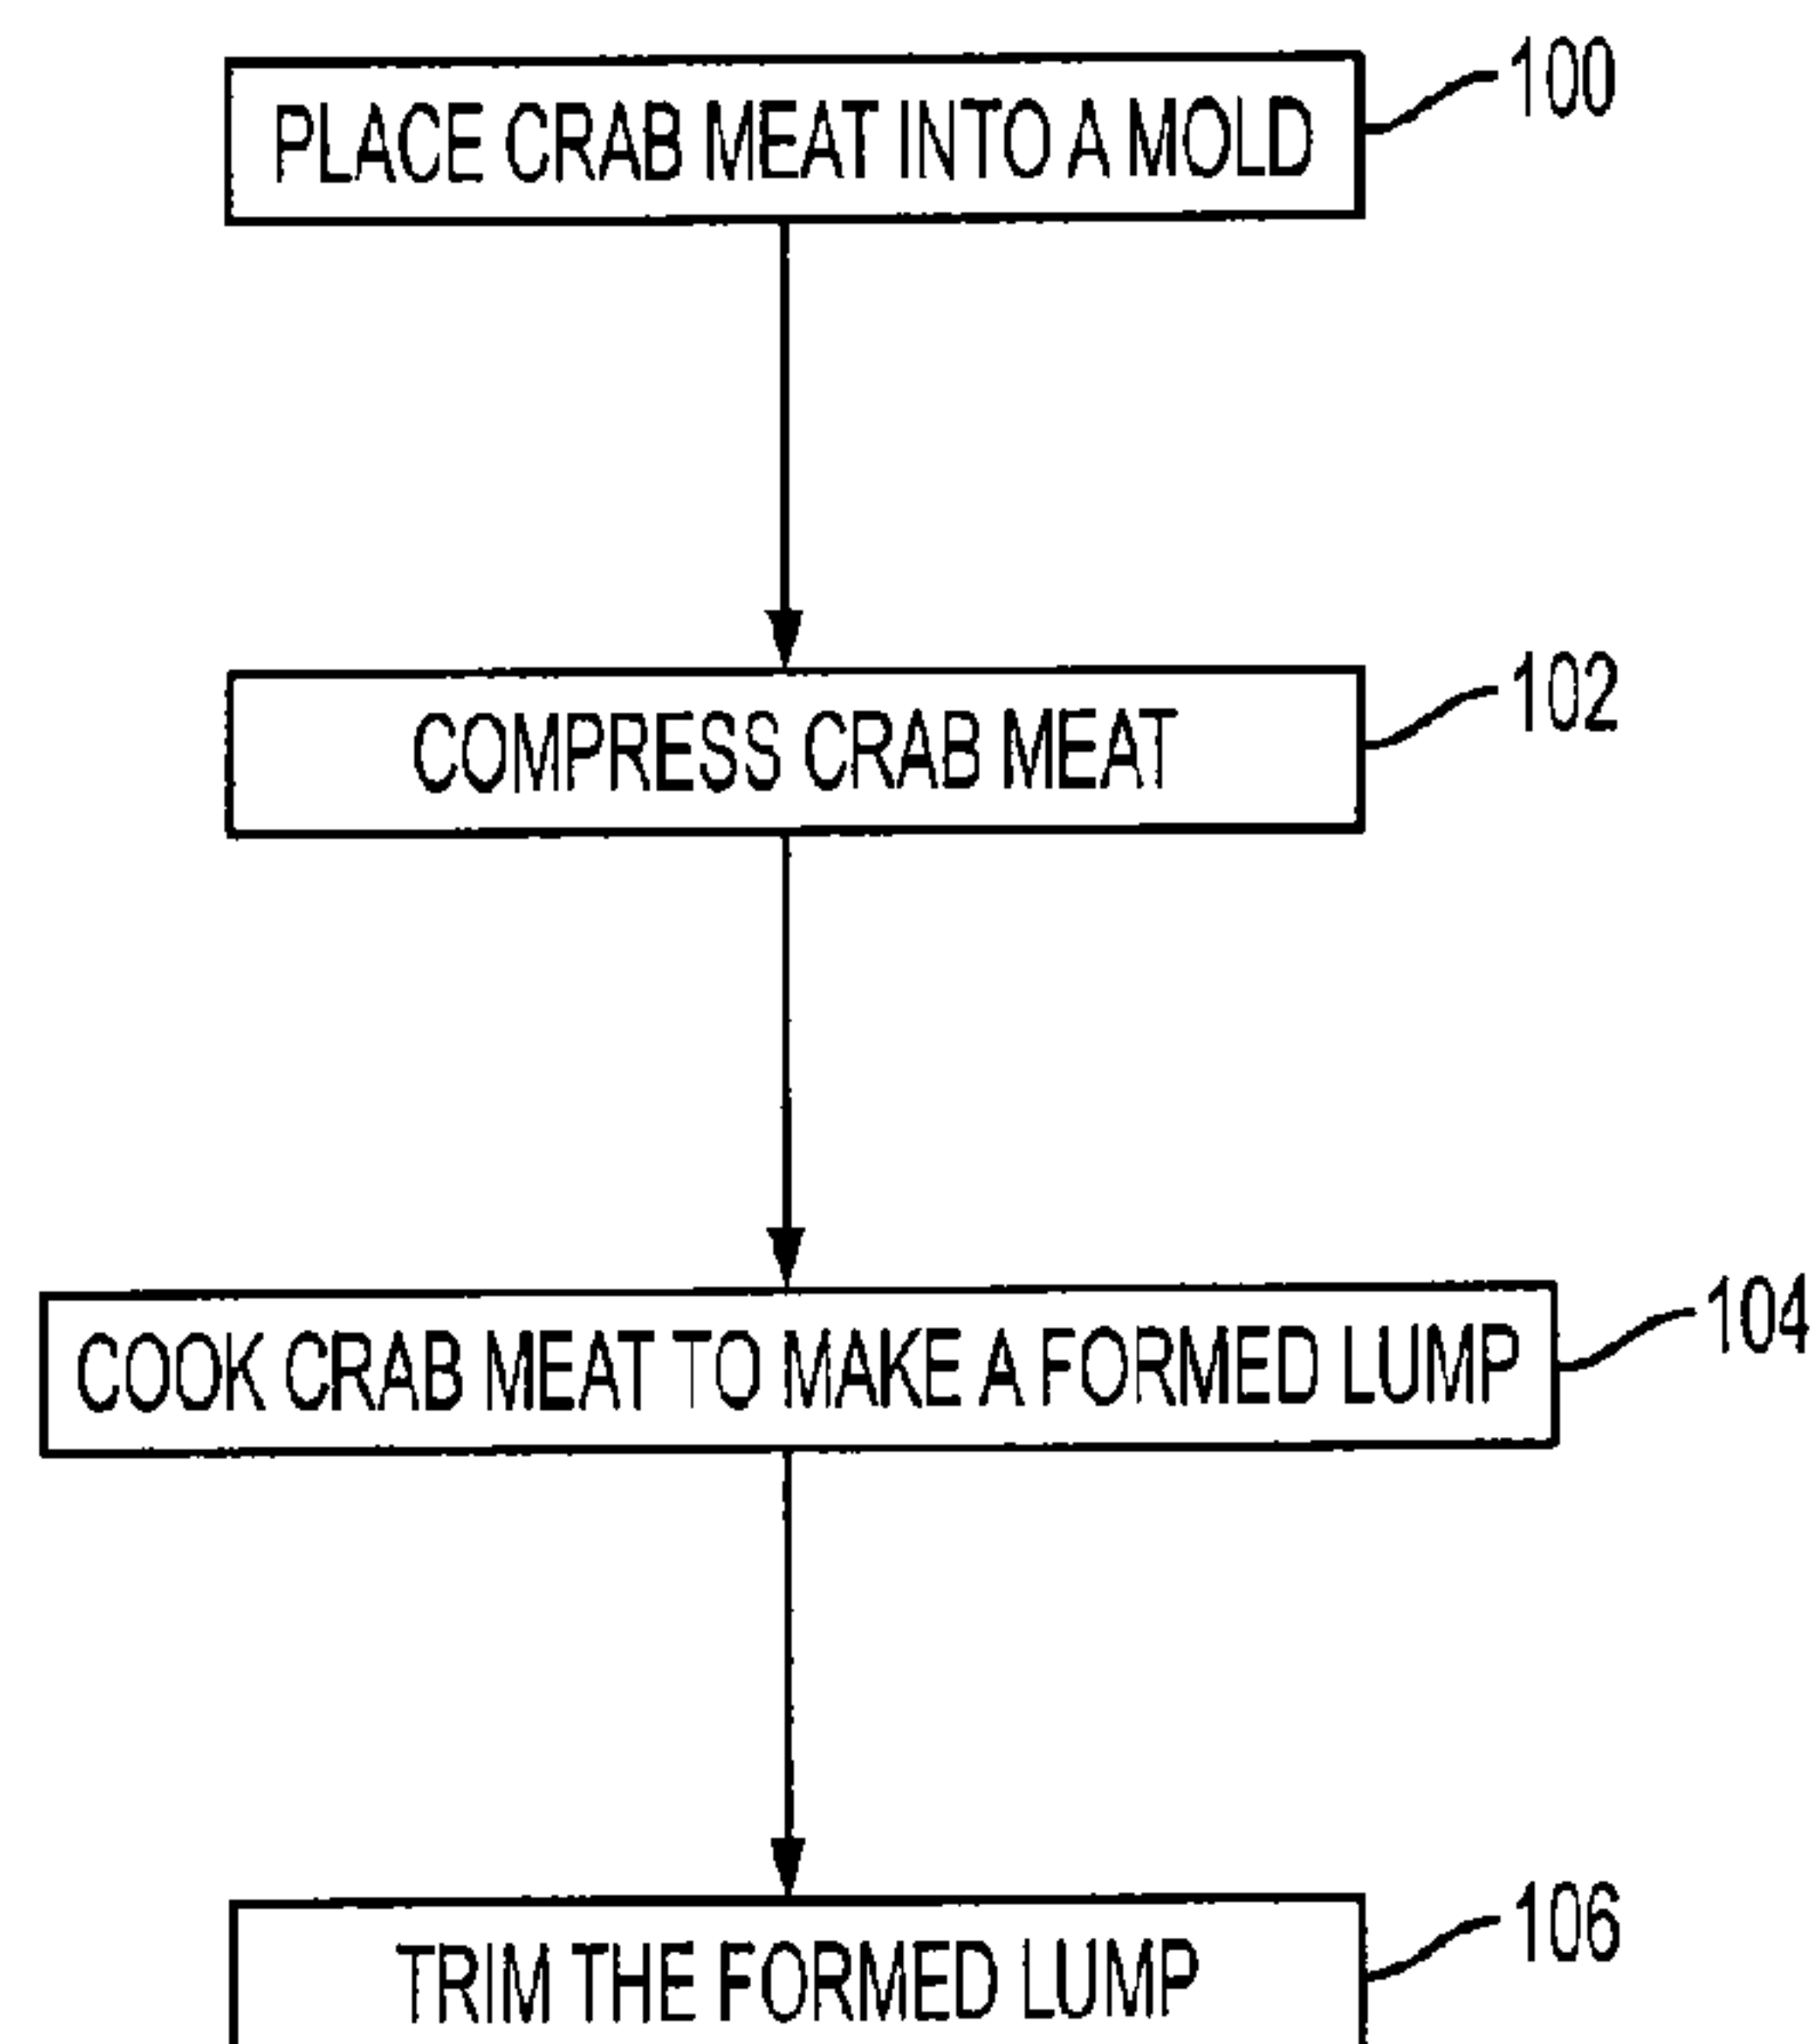 PLACE CRAB MEAT INTO A MOLD
100
COMPRESS CRAB MEAT
102
COOK CRAB MEAT TO MAKE A FORMED LUMP
104
TRIM THE FORMED LUMP
106